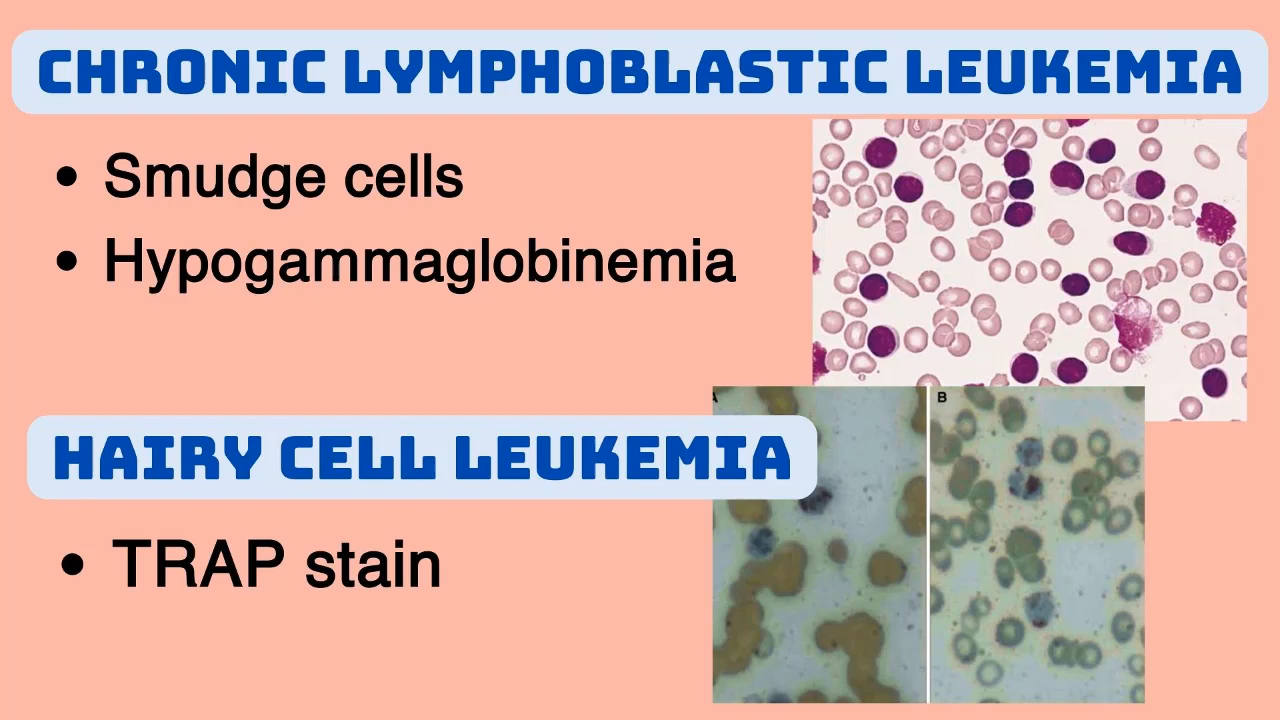 CHRONIC LYMPHOBLASTIC LEUKEMIA
• Smudge cells
• Hypogammaglobinemia
A
B
HAIRY CELL LEUKEMIA
• TRAP stain